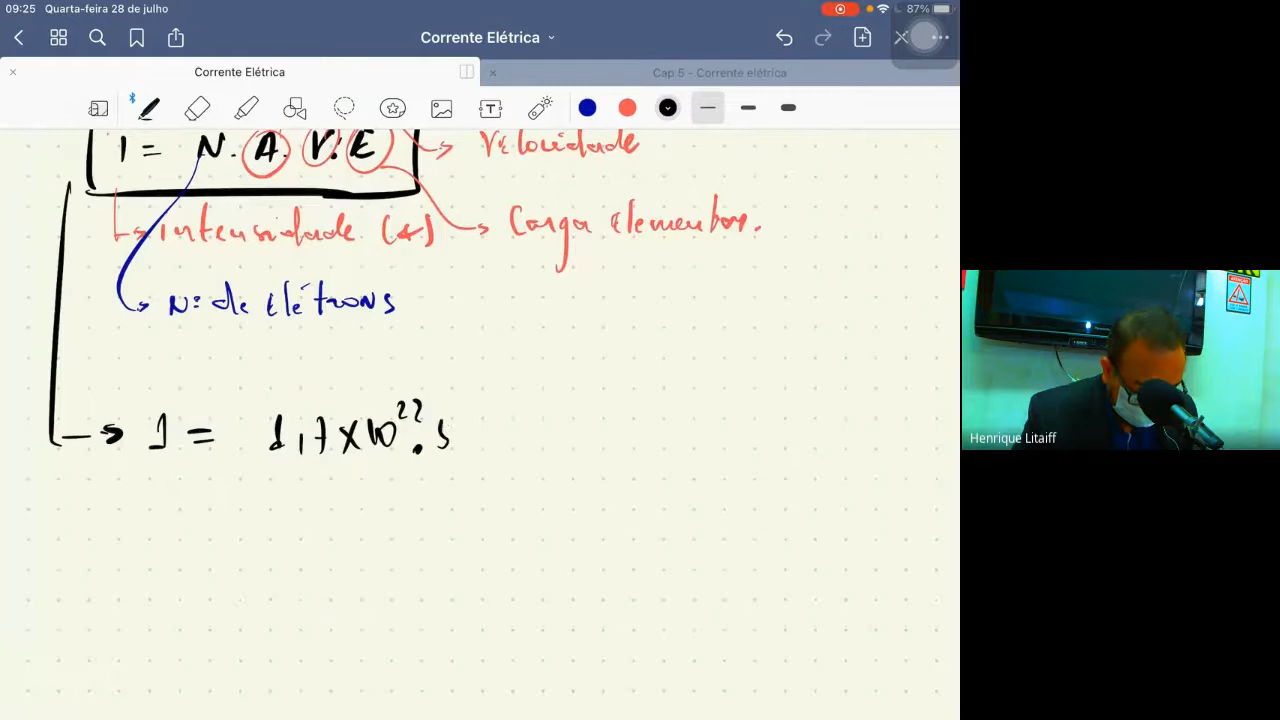 09:25 Quarta-feira 28 de julho 87%
Corrente Elétrica
Corrente Elétrica
Cap 5 - Corrente elétrica
I = N. A. V. E → Velocidade
→ intensidade (A) → Carga elementar.
→ Nº de elétrons
→ I = 1,7 x 10²². 5
Henrique Litaiff